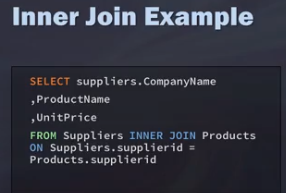 Inner Join Example
SELECT suppliers.CompanyName
,ProductName
,UnitPrice
FROM Suppliers INNER JOIN Products
ON Suppliers.supplierid =
Products.supplierid